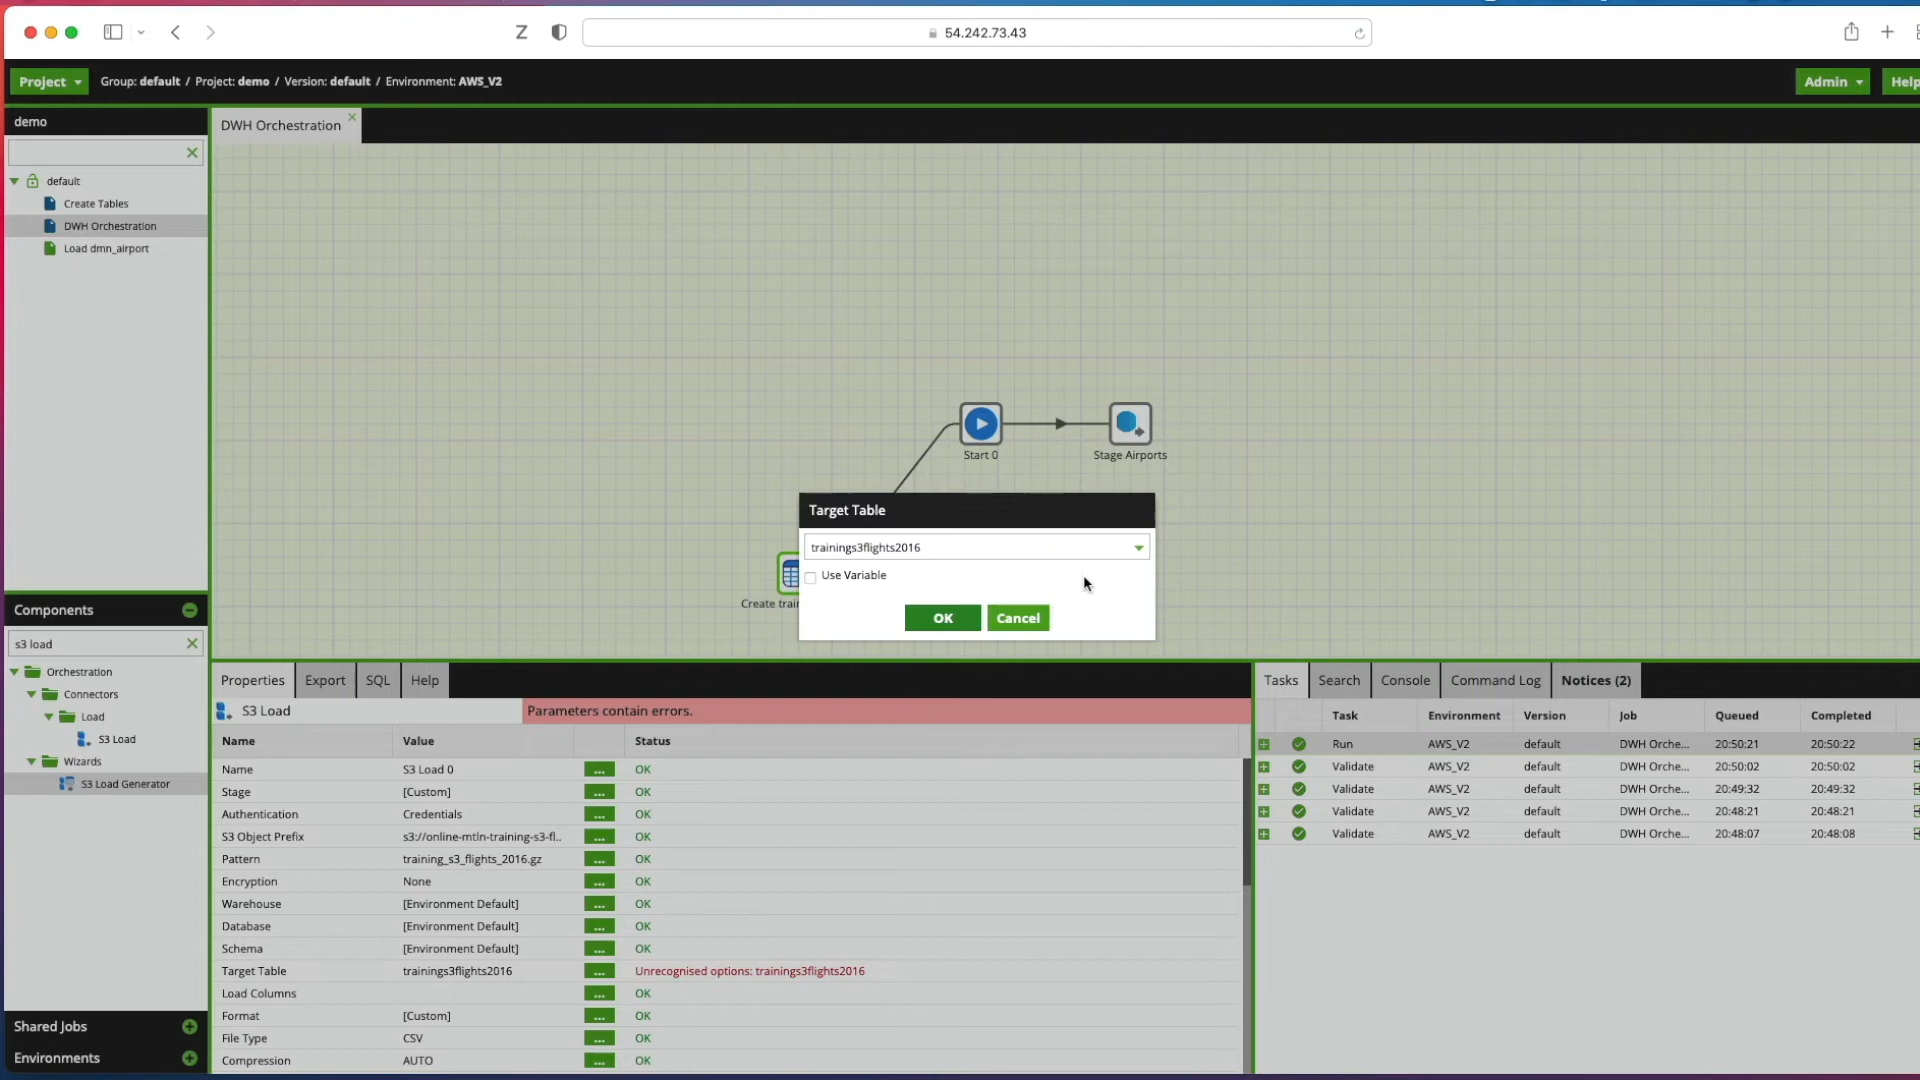 Z
54.242.73.43
Project
Group: default / Project: demo / Version: default / Environment: AWS_V2
Admin
Help
demo
DWH Orchestration
default
Create Tables
DWH Orchestration
Load dmn_airport
Start 0
Stage Airports
Target Table
trainings3flights2016
Use Variable
OK
Cancel
Components
s3 load
Orchestration
Connectors
Load
S3 Load
Wizards
S3 Load Generator
Shared Jobs
Environments
Properties
Export
SQL
Help
S3 Load
Parameters contain errors.
Name Value Status
Name S3 Load 0 ... OK
Stage [Custom] ... OK
Authentication Credentials ... OK
S3 Object Prefix s3://online-mtln-training-s3-fl.. ... OK
Pattern training_s3_flights_2016.gz ... OK
Encryption None ... OK
Warehouse [Environment Default] ... OK
Database [Environment Default] ... OK
Schema [Environment Default] ... OK
Target Table trainings3flights2016 ... Unrecognised options: trainings3flights2016
Load Columns ... OK
Format [Custom] ... OK
File Type CSV ... OK
Compression AUTO ... OK
Tasks
Search
Console
Command Log
Notices (2)
Task Environment Version Job Queued Completed
Run AWS_V2 default DWH Orche... 20:50:21 20:50:22
Validate AWS_V2 default DWH Orche... 20:50:02 20:50:02
Validate AWS_V2 default DWH Orche... 20:49:32 20:49:32
Validate AWS_V2 default DWH Orche... 20:48:21 20:48:21
Validate AWS_V2 default DWH Orche... 20:48:07 20:48:08